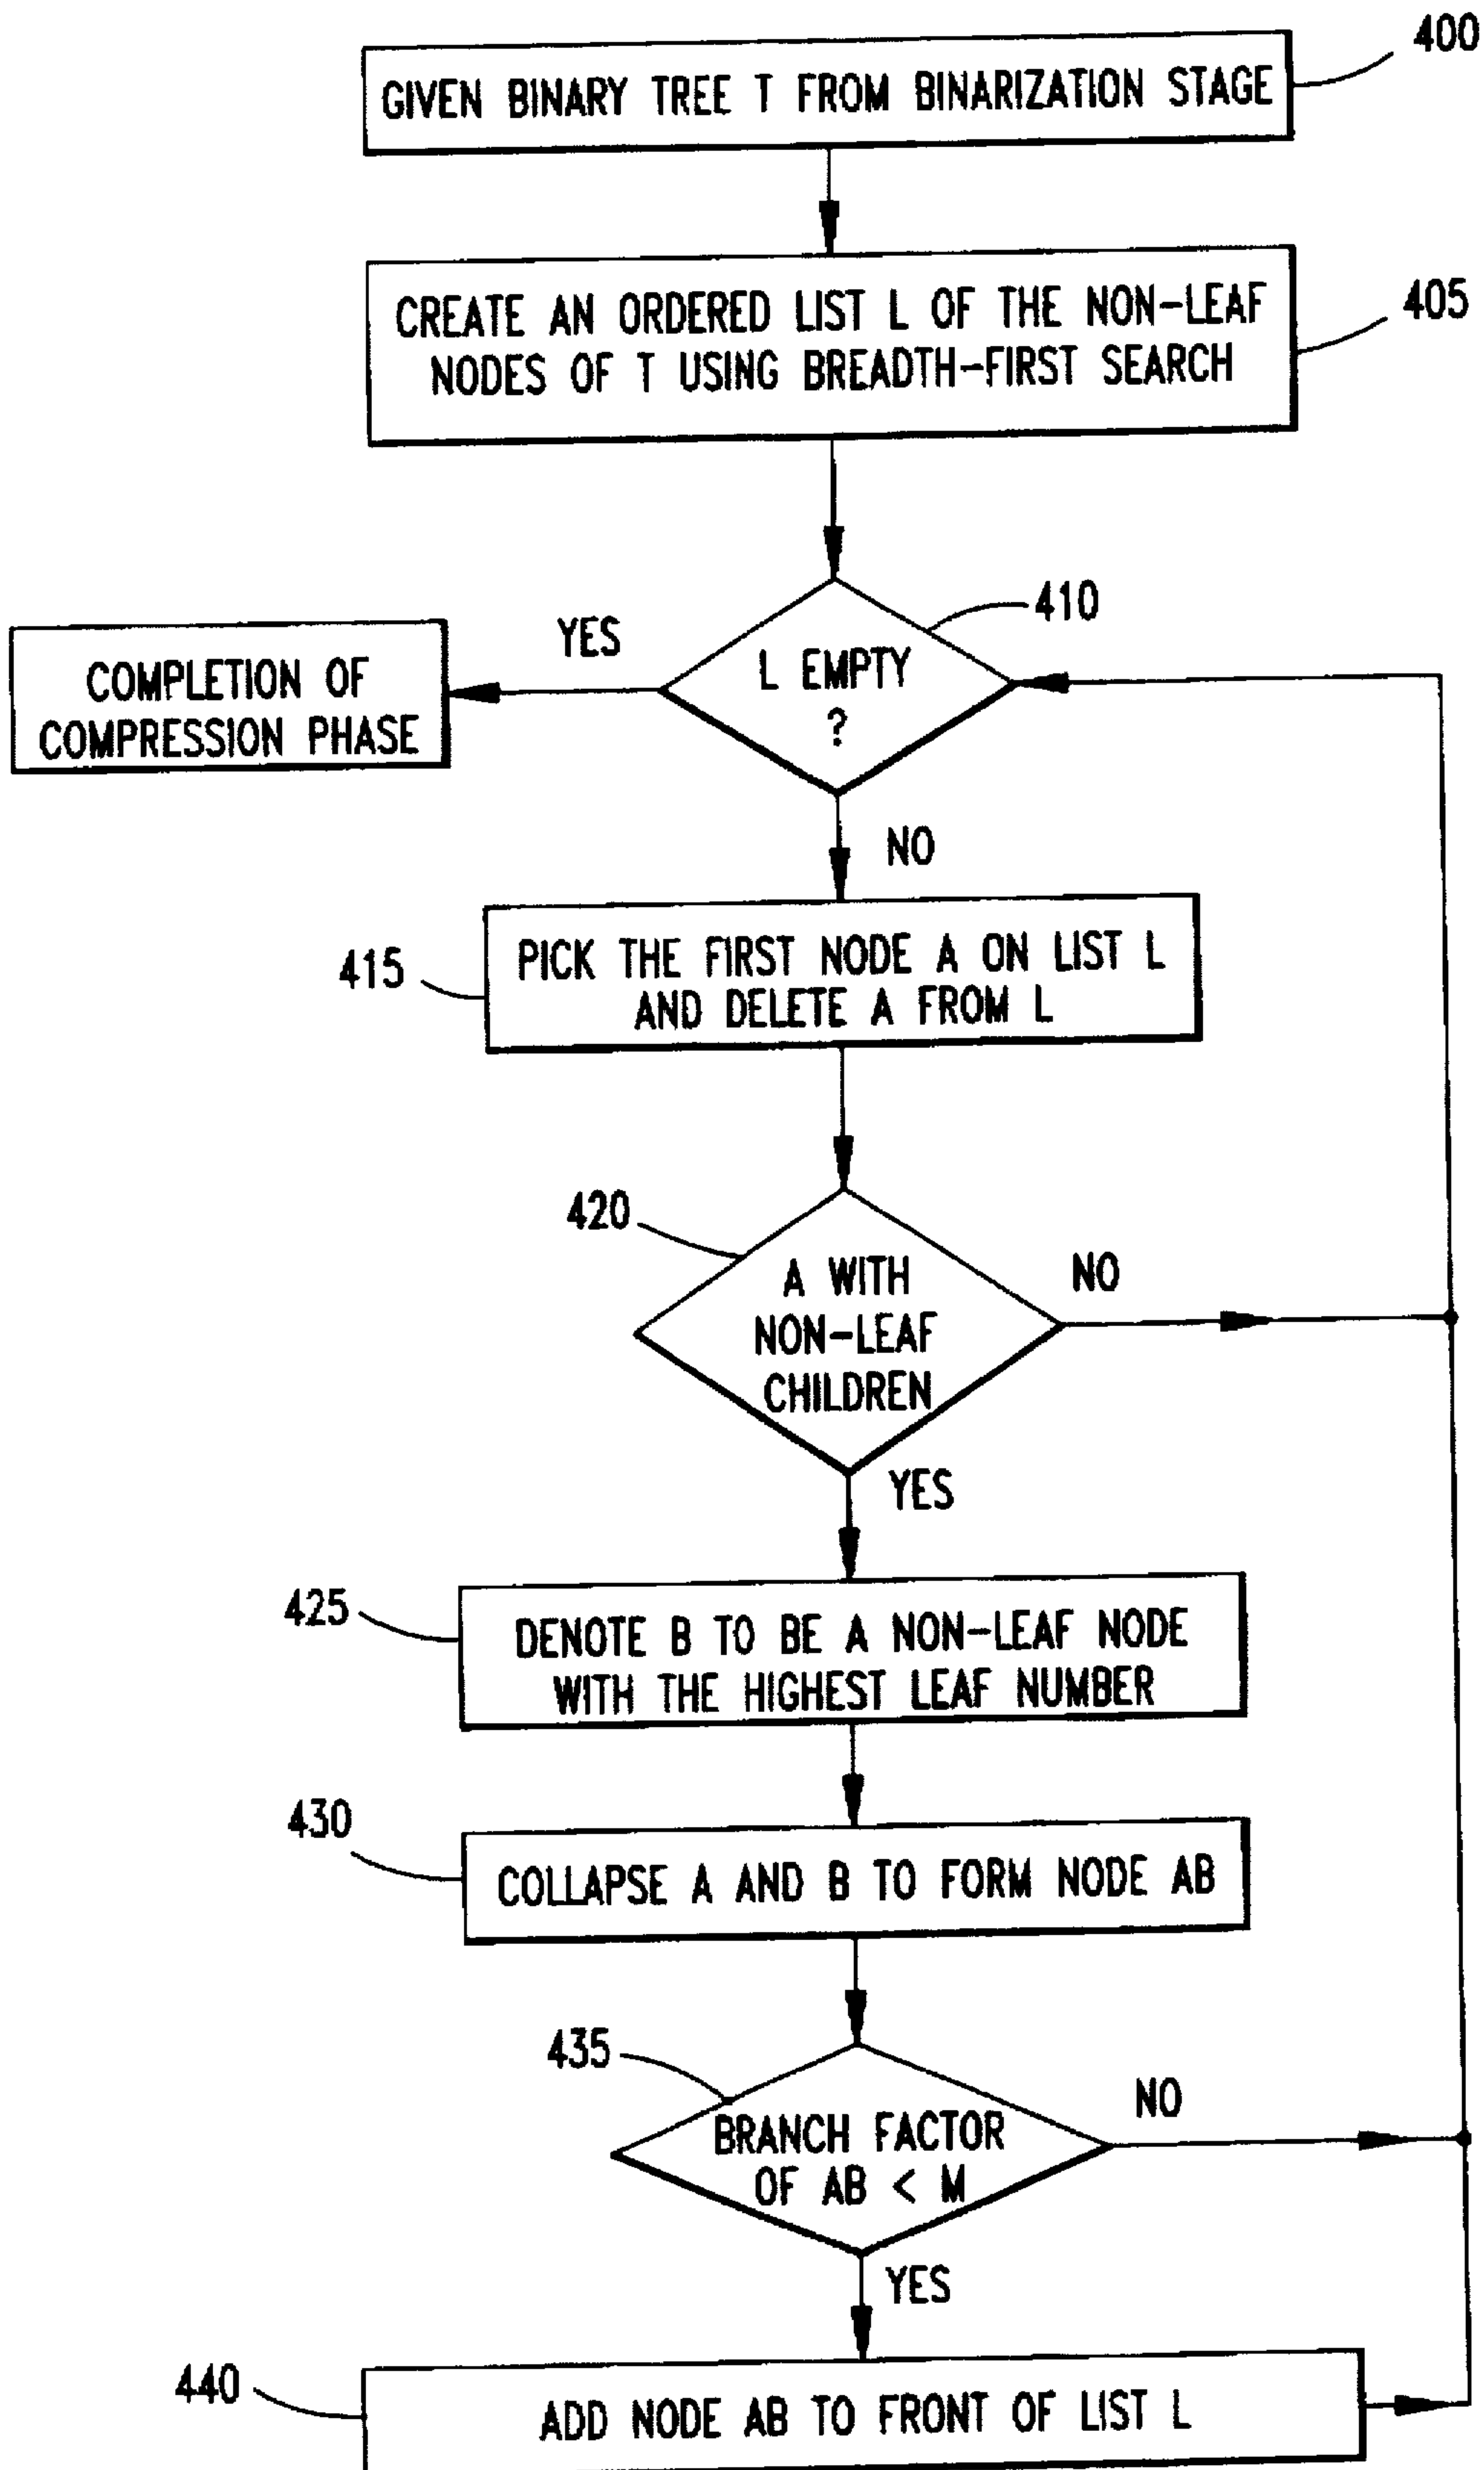 400
GIVEN BINARY TREE T FROM BINARIZATION STAGE
405
CREATE AN ORDERED LIST L OF THE NON-LEAF
NODES OF T USING BREADTH-FIRST SEARCH
410
YES
L EMPTY
?
COMPLETION OF
COMPRESSION PHASE
NO
415
PICK THE FIRST NODE A ON LIST L
AND DELETE A FROM L
420
A WITH
NON-LEAF
CHILDREN
NO
YES
425
DENOTE B TO BE A NON-LEAF NODE
WITH THE HIGHEST LEAF NUMBER
430
COLLAPSE A AND B TO FORM NODE AB
435
BRANCH FACTOR
OF AB < M
NO
YES
440
ADD NODE AB TO FRONT OF LIST L